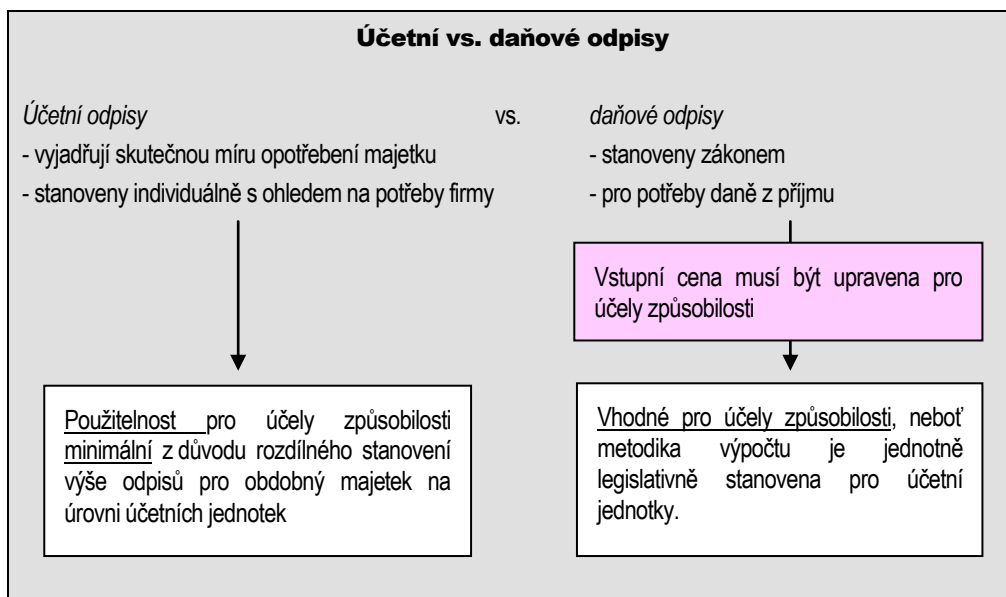 Účetní vs. daňové odpisy
Účetní odpisy vs. daňové odpisy
- vyjadřují skutečnou míru opotřebení majetku
- stanoveny individuálně s ohledem na potřeby firmy
- stanoveny zákonem
- pro potřeby daně z příjmu
Vstupní cena musí být upravena pro
účely způsobilosti
Použitelnost pro účely způsobilosti
minimální z důvodu rozdílného stanovení
výše odpisů pro obdobný majetek na
úrovni účetních jednotek
Vhodné pro účely způsobilosti, neboť
metodika výpočtu je jednotně
legislativně stanovena pro účetní
jednotky.